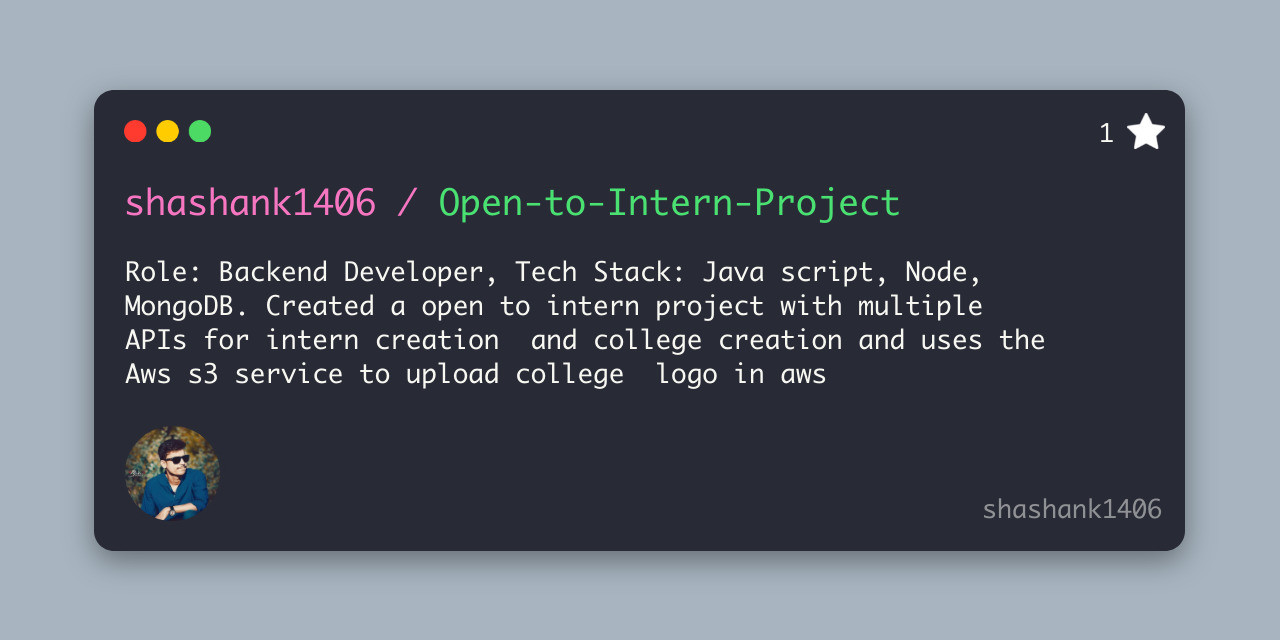 1
shashank1406 / Open-to-Intern-Project
Role: Backend Developer, Tech Stack: Java script, Node,
MongoDB. Created a open to intern project with multiple
APIs for intern creation  and college creation and uses the
Aws s3 service to upload college  logo in aws
shashank1406